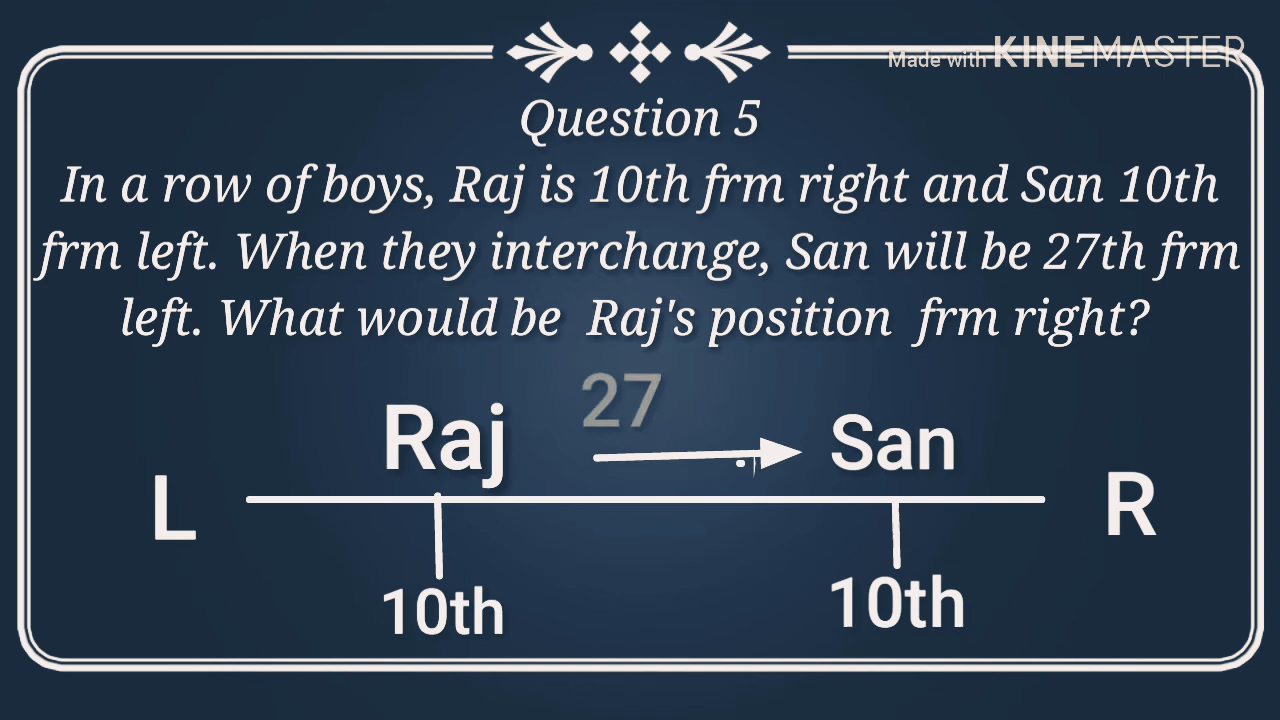 Made with KINEMASTER
Question 5
In a row of boys, Raj is 10th frm right and San 10th
frm left. When they interchange, San will be 27th frm
left. What would be Raj's position frm right?
27
Raj San
L R
10th 10th